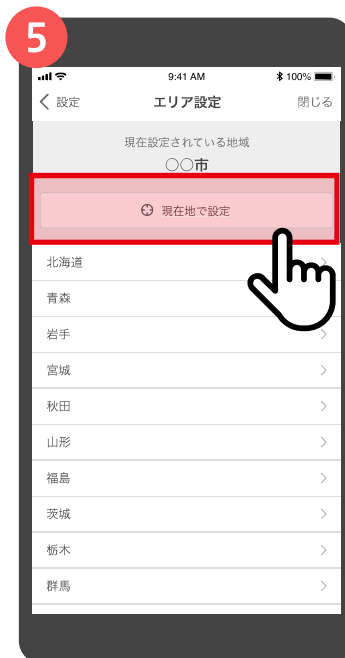 5
9:41 AM
100%
設定
エリア設定
閉じる
現在設定されている地域
〇〇市
現在地で設定
北海道
青森
岩手
宮城
秋田
山形
福島
茨城
栃木
群馬